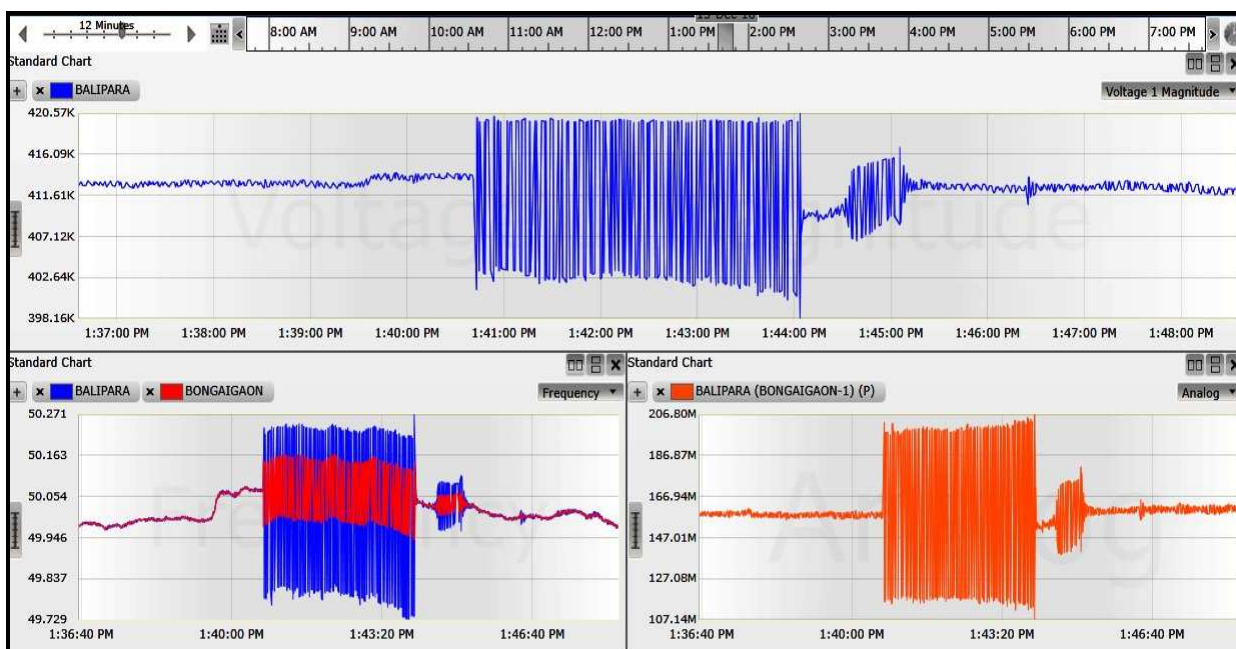 12 Minutes
8:00 AM 9:00 AM 10:00 AM 11:00 AM 12:00 PM 1:00 PM 2:00 PM 3:00 PM 4:00 PM 5:00 PM 6:00 PM 7:00 PM
Standard Chart
BALIPARA
Voltage 1 Magnitude
420.57K
416.09K
411.61K
407.12K
402.64K
398.16K
Voltage Magnitude
1:37:00 PM 1:38:00 PM 1:39:00 PM 1:40:00 PM 1:41:00 PM 1:42:00 PM 1:43:00 PM 1:44:00 PM 1:45:00 PM 1:46:00 PM 1:47:00 PM 1:48:00 PM
Standard Chart
BALIPARA BONGAIGAON
Frequency
50.271
50.163
50.054
49.946
49.837
49.729
1:36:40 PM 1:40:00 PM 1:43:20 PM 1:46:40 PM
Standard Chart
BALIPARA (BONGAIGAON-1) (P)
Analog
206.80M
186.87M
166.94M
147.01M
127.08M
107.14M
1:36:40 PM 1:40:00 PM 1:43:20 PM 1:46:40 PM